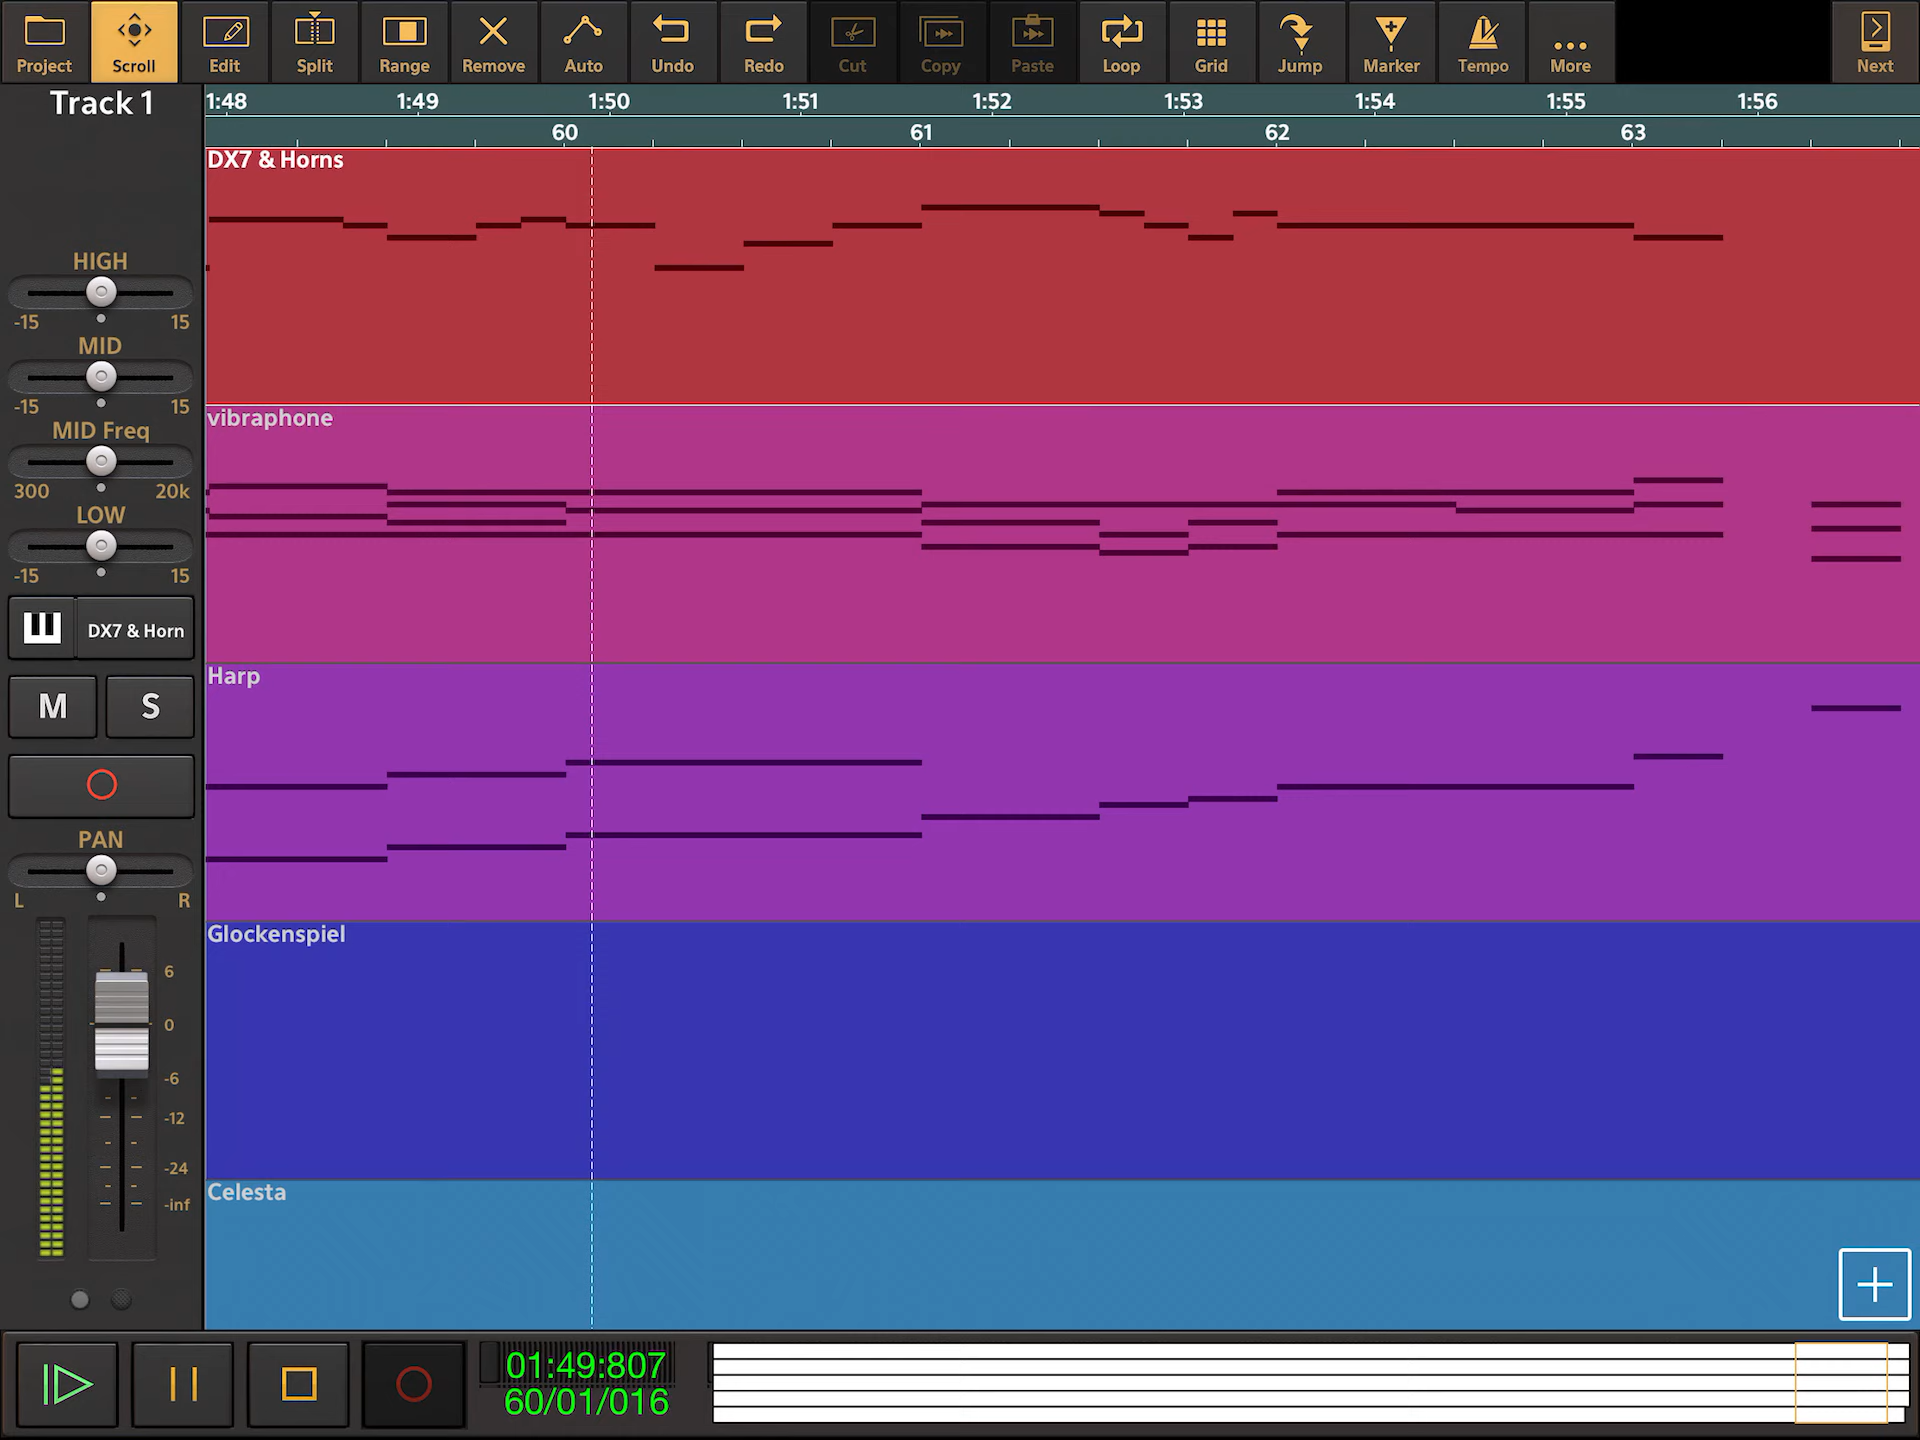 Project Scroll Edit Split Range Remove Auto Undo Redo Cut Copy Paste Loop Grid Jump Marker Tempo More Next
Track 1
1:48 1:49 1:50 1:51 1:52 1:53 1:54 1:55 1:56
60 61 62 63
DX7 & Horns
HIGH
-15 15
MID
-15 15
MID Freq
300 20k
LOW
-15 15
DX7 & Horn
M S
PAN
L R
6
0
-6
-12
-24
-inf
vibraphone
Harp
Glockenspiel
Celesta
01:49:807
60/01/016